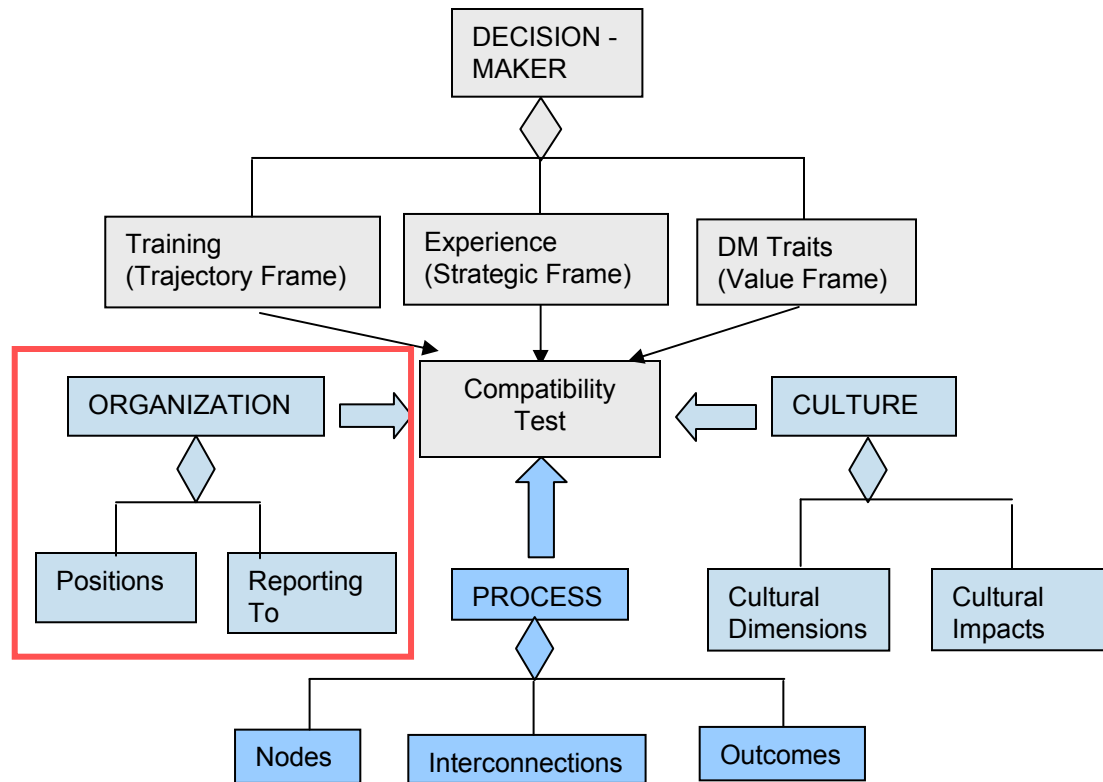 DECISION -
MAKER
Training
(Trajectory Frame)
Experience
(Strategic Frame)
DM Traits
(Value Frame)
ORGANIZATION
Compatibility
Test
CULTURE
Positions
Reporting
To
PROCESS
Cultural
Dimensions
Cultural
Impacts
Nodes
Interconnections
Outcomes